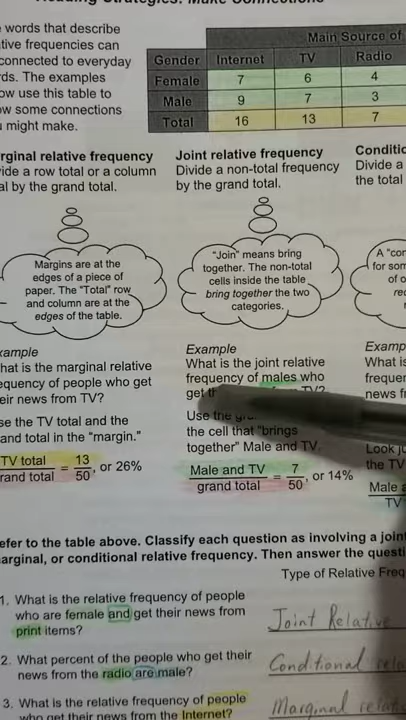 Reading Strategies: Make Connections
words that describe
tive frequencies can
connected to everyday
rds. The examples
ow use this table to
ow some connections
might make.
Main Source of
Gender Internet TV Radio
Female 7 6 4
Male 9 7 3
Total 16 13 7
rginal relative frequency
vide a row total or a column
al by the grand total.
Margins are at the
edges of a piece of
paper. The "Total" row
and column are at the
edges of the table.
xample
hat is the marginal relative
equency of people who get
eir news from TV?
se the TV total and the
and total in the "margin."
TV total
rand total = 13/50, or 26%
Joint relative frequency
Divide a non-total frequency
by the grand total.
"Join" means bring
together. The non-total
cells inside the table
bring together the two
categories.
Example
What is the joint relative
frequency of males who
get th TV?
Use the
the cell that "brings
together" Male and TV.
Male and TV
grand total = 7/50, or 14%
Conditic
Divide a
the total
A "cor
for som
of o
rec
Examp
What is
frequer
news f
Look ju
the TV
Male a
TV
efer to the table above. Classify each question as involving a joint
arginal, or conditional relative frequency. Then answer the questi
Type of Relative Freq
1. What is the relative frequency of people
who are female and get their news from
print items?
Joint Relative
2. What percent of the people who get their
news from the radio are male?
Conditional rela
3. What is the relative frequency of people
who get their news from the Internet?
Marginal relati